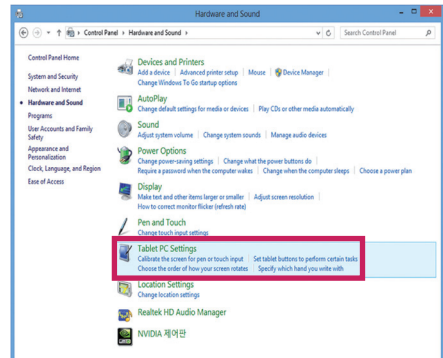 Hardware and Sound
Control Panel > Hardware and Sound >
Search Control Panel
Control Panel Home
System and Security
Network and Internet
Hardware and Sound
Programs
User Accounts and Family Safety
Appearance and Personalization
Clock, Language, and Region
Ease of Access
Devices and Printers
Add a device | Advanced printer setup | Mouse | Device Manager |
Change Windows To Go startup options
AutoPlay
Change default settings for media or devices | Play CDs or other media automatically
Sound
Adjust system volume | Change system sounds | Manage audio devices
Power Options
Change power-saving settings | Change what the power buttons do |
Require a password when the computer wakes | Change when the computer sleeps | Choose a power plan
Display
Make text and other items larger or smaller | Adjust screen resolution |
How to correct monitor flicker (refresh rate)
Pen and Touch
Change touch input settings
Tablet PC Settings
Calibrate the screen for pen or touch input | Set tablet buttons to perform certain tasks
Choose the order of how your screen rotates | Specify which hand you write with
Location Settings
Change location settings
Realtek HD Audio Manager
NVIDIA 제어판